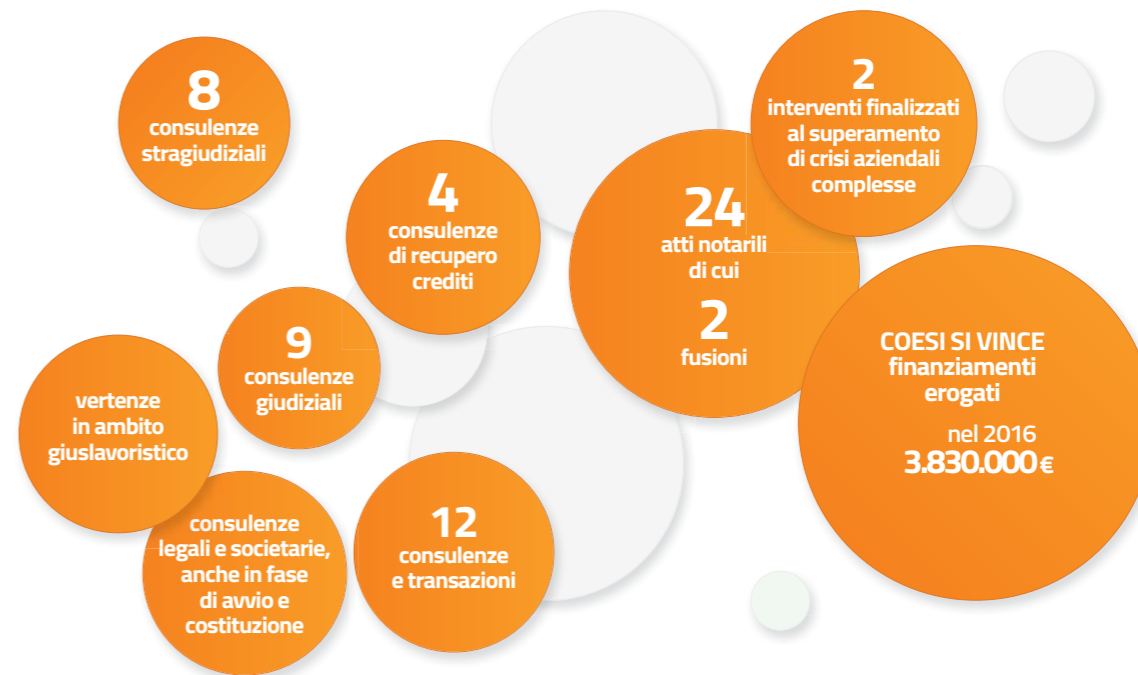 8
consulenze
stragiudiziali
2
interventi finalizzati
al superamento
di crisi aziendali
complesse
4
consulenze
di recupero
crediti
24
atti notarili
di cui
2
fusioni
9
consulenze
giudiziali
COESI SI VINCE
finanziamenti
erogati
nel 2016
3.830.000 €
vertenze
in ambito
giuslavoristico
consulenze
legali e societarie,
anche in fase
di avvio e
costituzione
12
consulenze
e transazioni